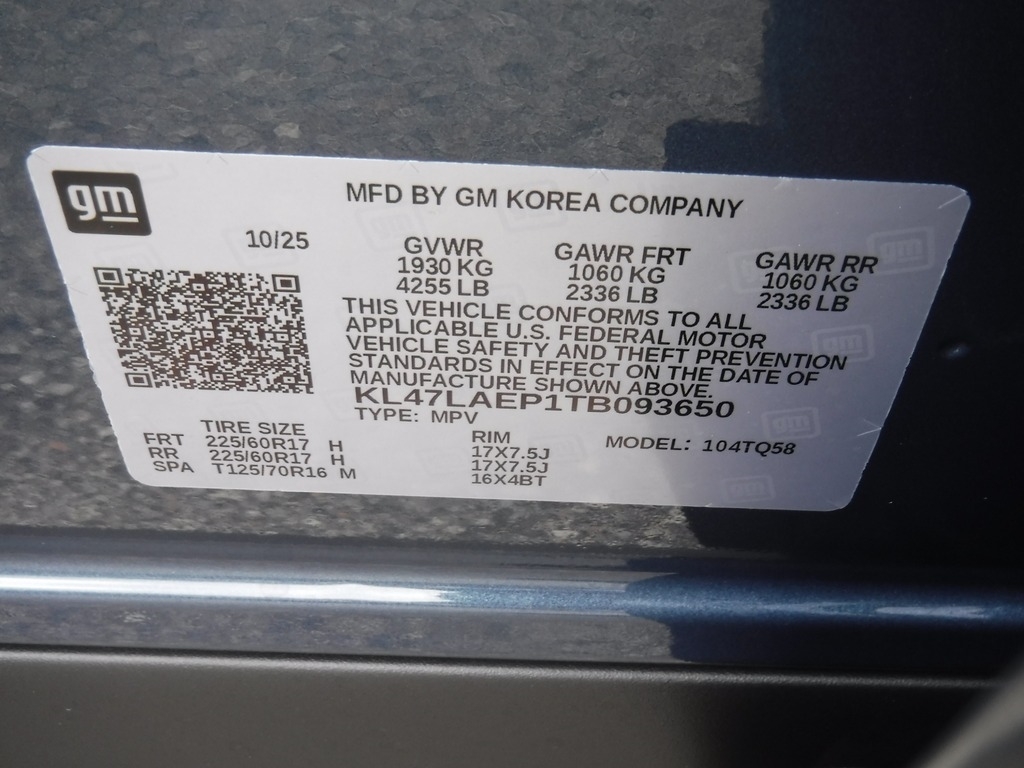 gm
MFD BY GM KOREA COMPANY
10/25
GVWR GAWR FRT GAWR RR
1930 KG 1060 KG 1060 KG
4255 LB 2336 LB 2336 LB
THIS VEHICLE CONFORMS TO ALL
APPLICABLE U.S. FEDERAL MOTOR
VEHICLE SAFETY AND THEFT PREVENTION
STANDARDS IN EFFECT ON THE DATE OF
MANUFACTURE SHOWN ABOVE.
KL47LAEP1TB093650
TYPE: MPV
TIRE SIZE RIM MODEL: 104TQ58
FRT 225/60R17 H 17X7.5J
RR 225/60R17 H 17X7.5J
SPA T125/70R16 M 16X4BT